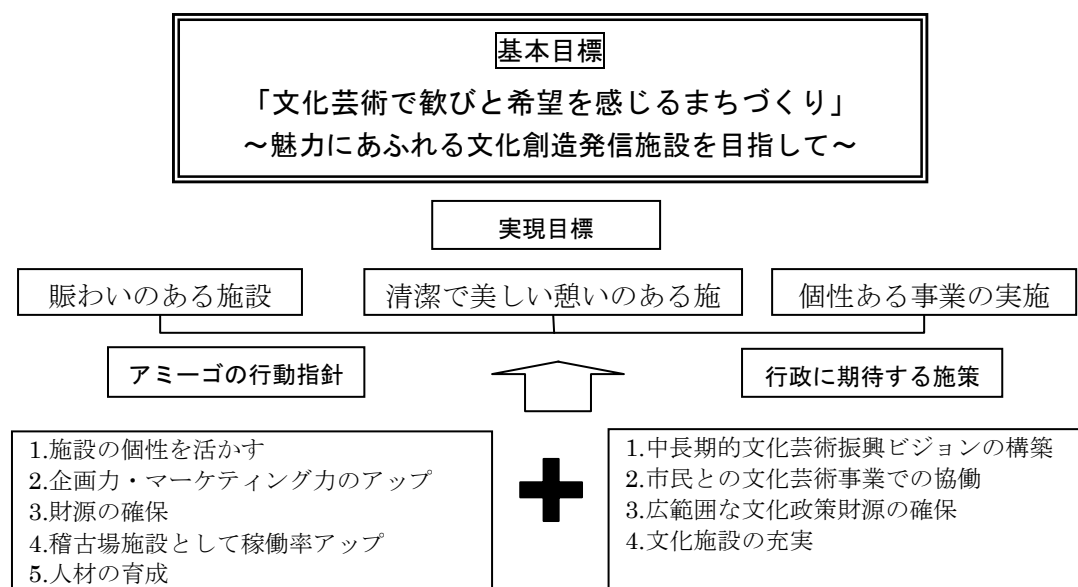 基本目標
「文化芸術で歓びと希望を感じるまちづくり」
～魅力にあふれる文化創造発信施設を目指して～
実現目標
賑わいのある施設
清潔で美しい憩いのある施
個性ある事業の実施
アミーゴの行動指針
行政に期待する施策
1.施設の個性を活かす
2.企画力・マーケティング力のアップ
3.財源の確保
4.稽古場施設として稼働率アップ
5.人材の育成
1.中長期的文化芸術振興ビジョンの構築
2.市民との文化芸術事業での協働
3.広範囲な文化政策財源の確保
4.文化施設の充実